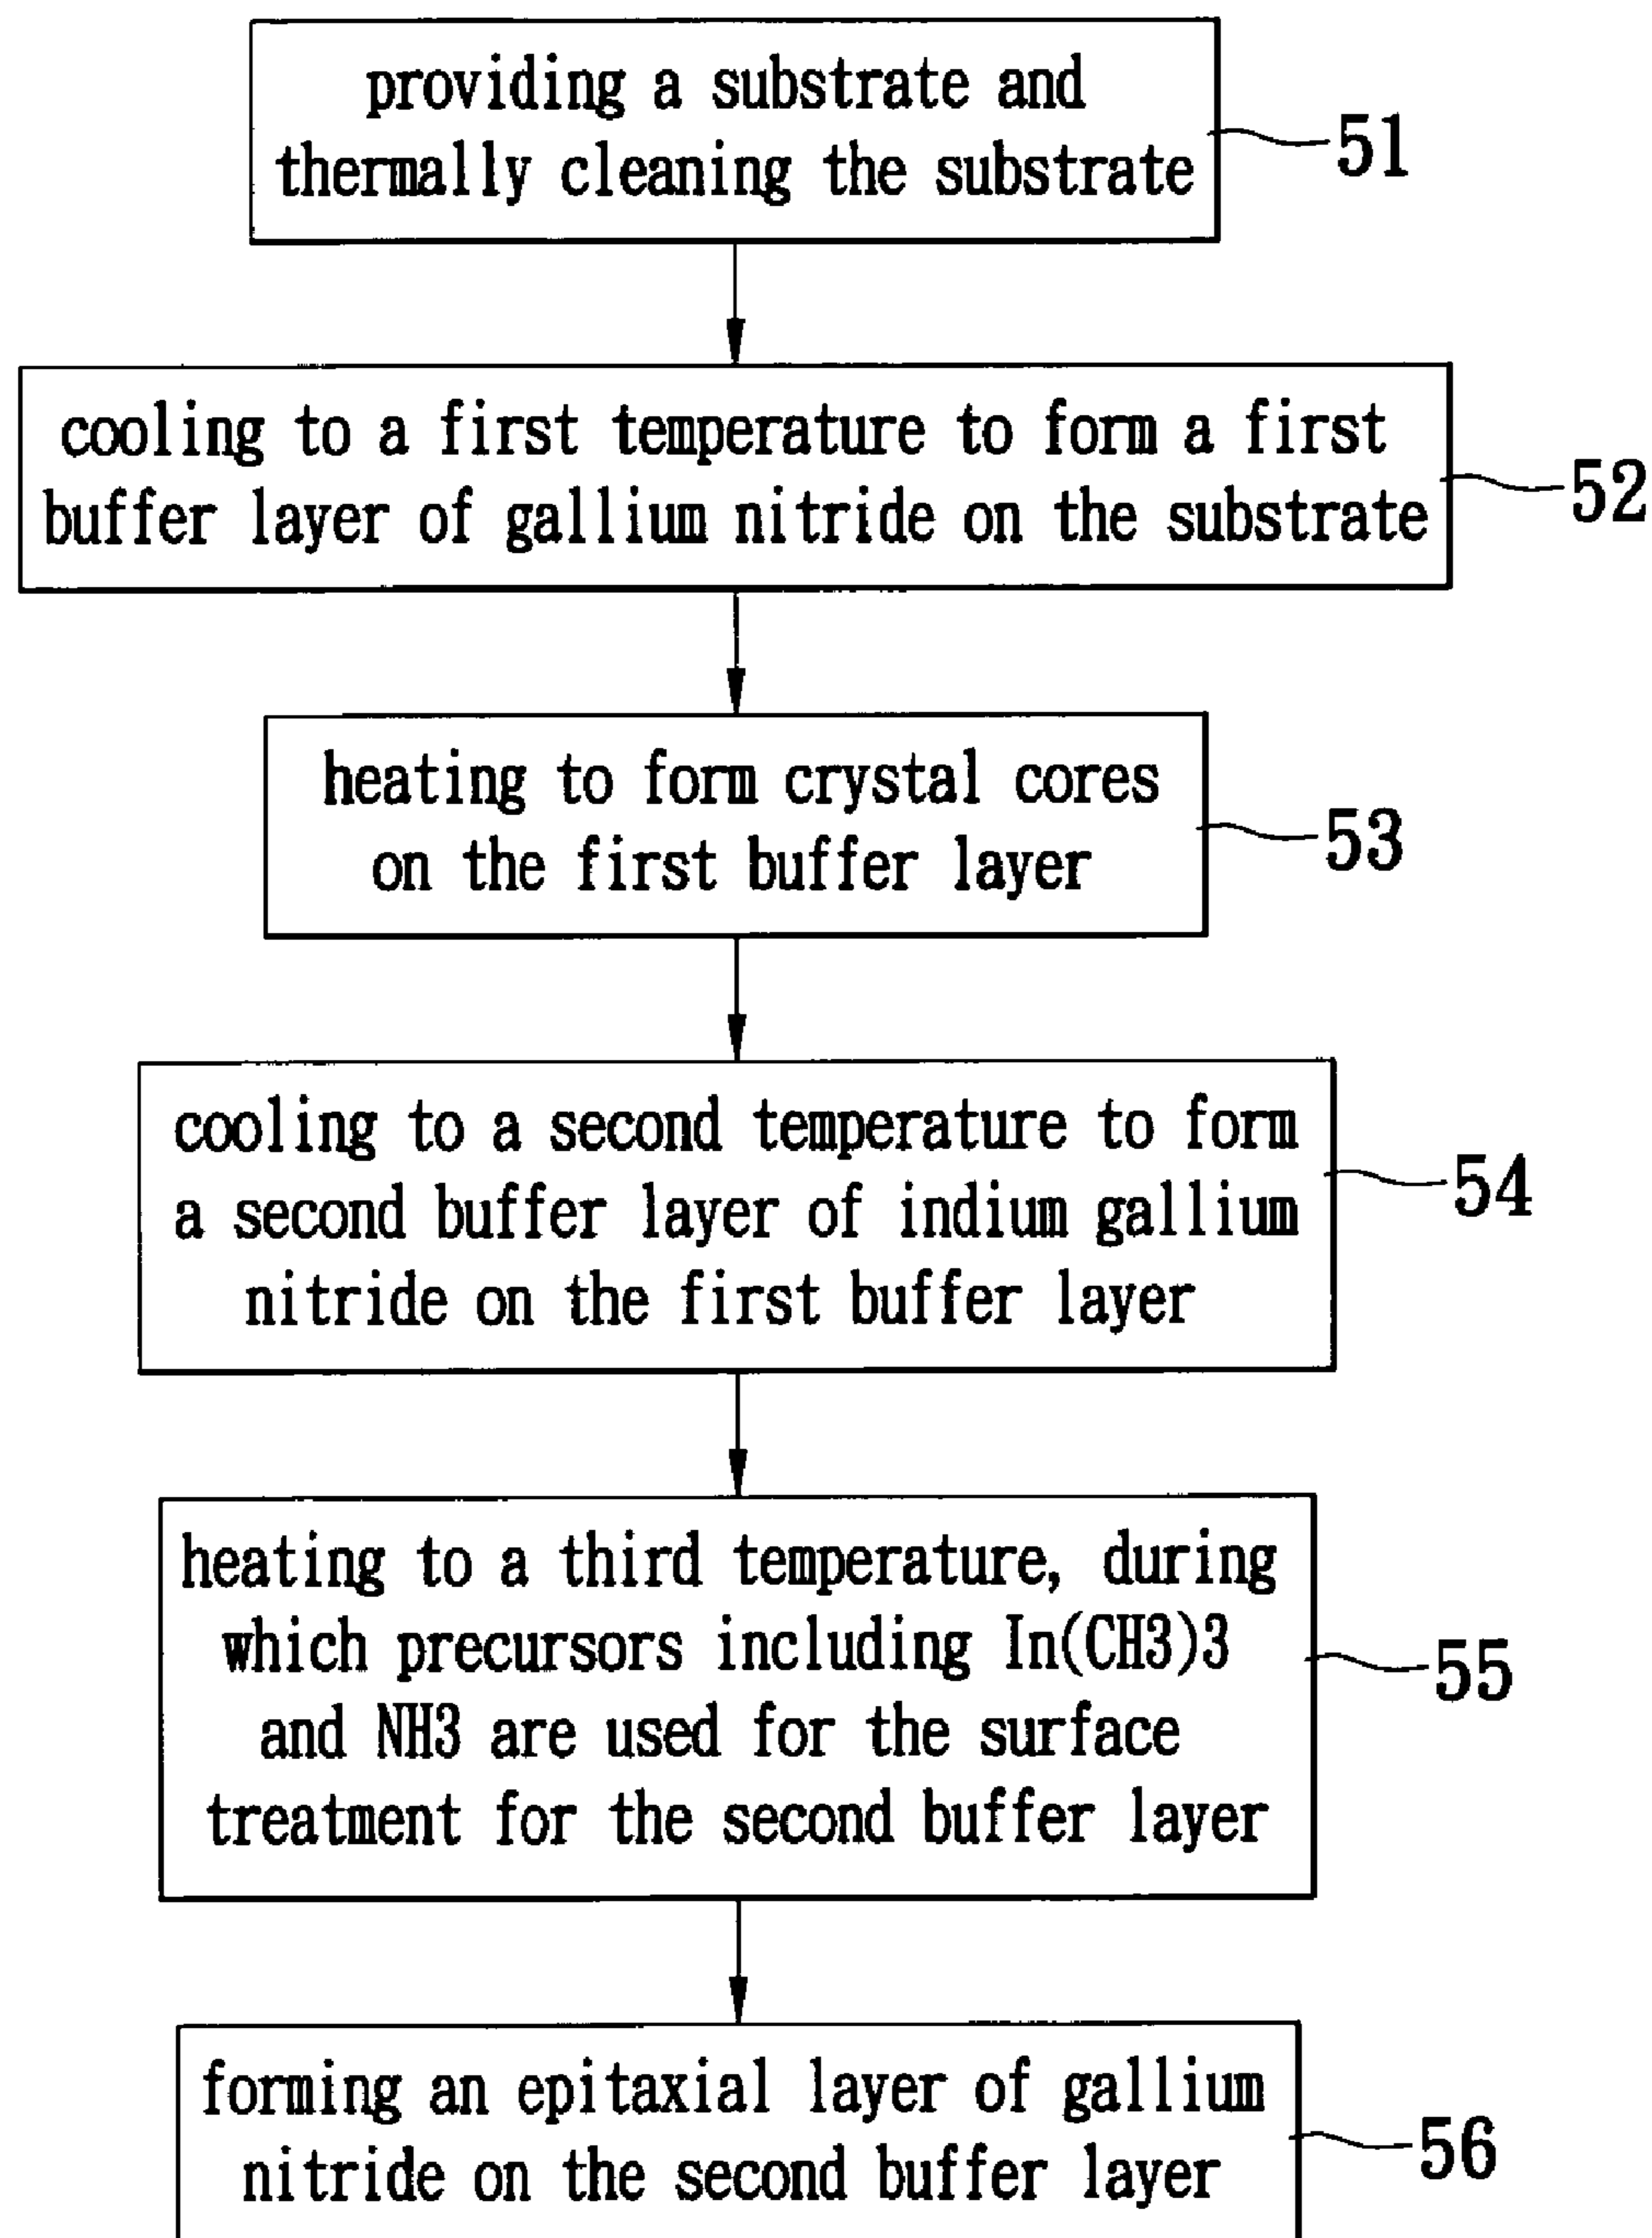 providing a substrate and
thermally cleaning the substrate
51
cooling to a first temperature to form a first
buffer layer of gallium nitride on the substrate
52
heating to form crystal cores
on the first buffer layer
53
cooling to a second temperature to form
a second buffer layer of indium gallium
nitride on the first buffer layer
54
heating to a third temperature, during
which precursors including In(CH3)3
and NH3 are used for the surface
treatment for the second buffer layer
55
forming an epitaxial layer of gallium
nitride on the second buffer layer
56